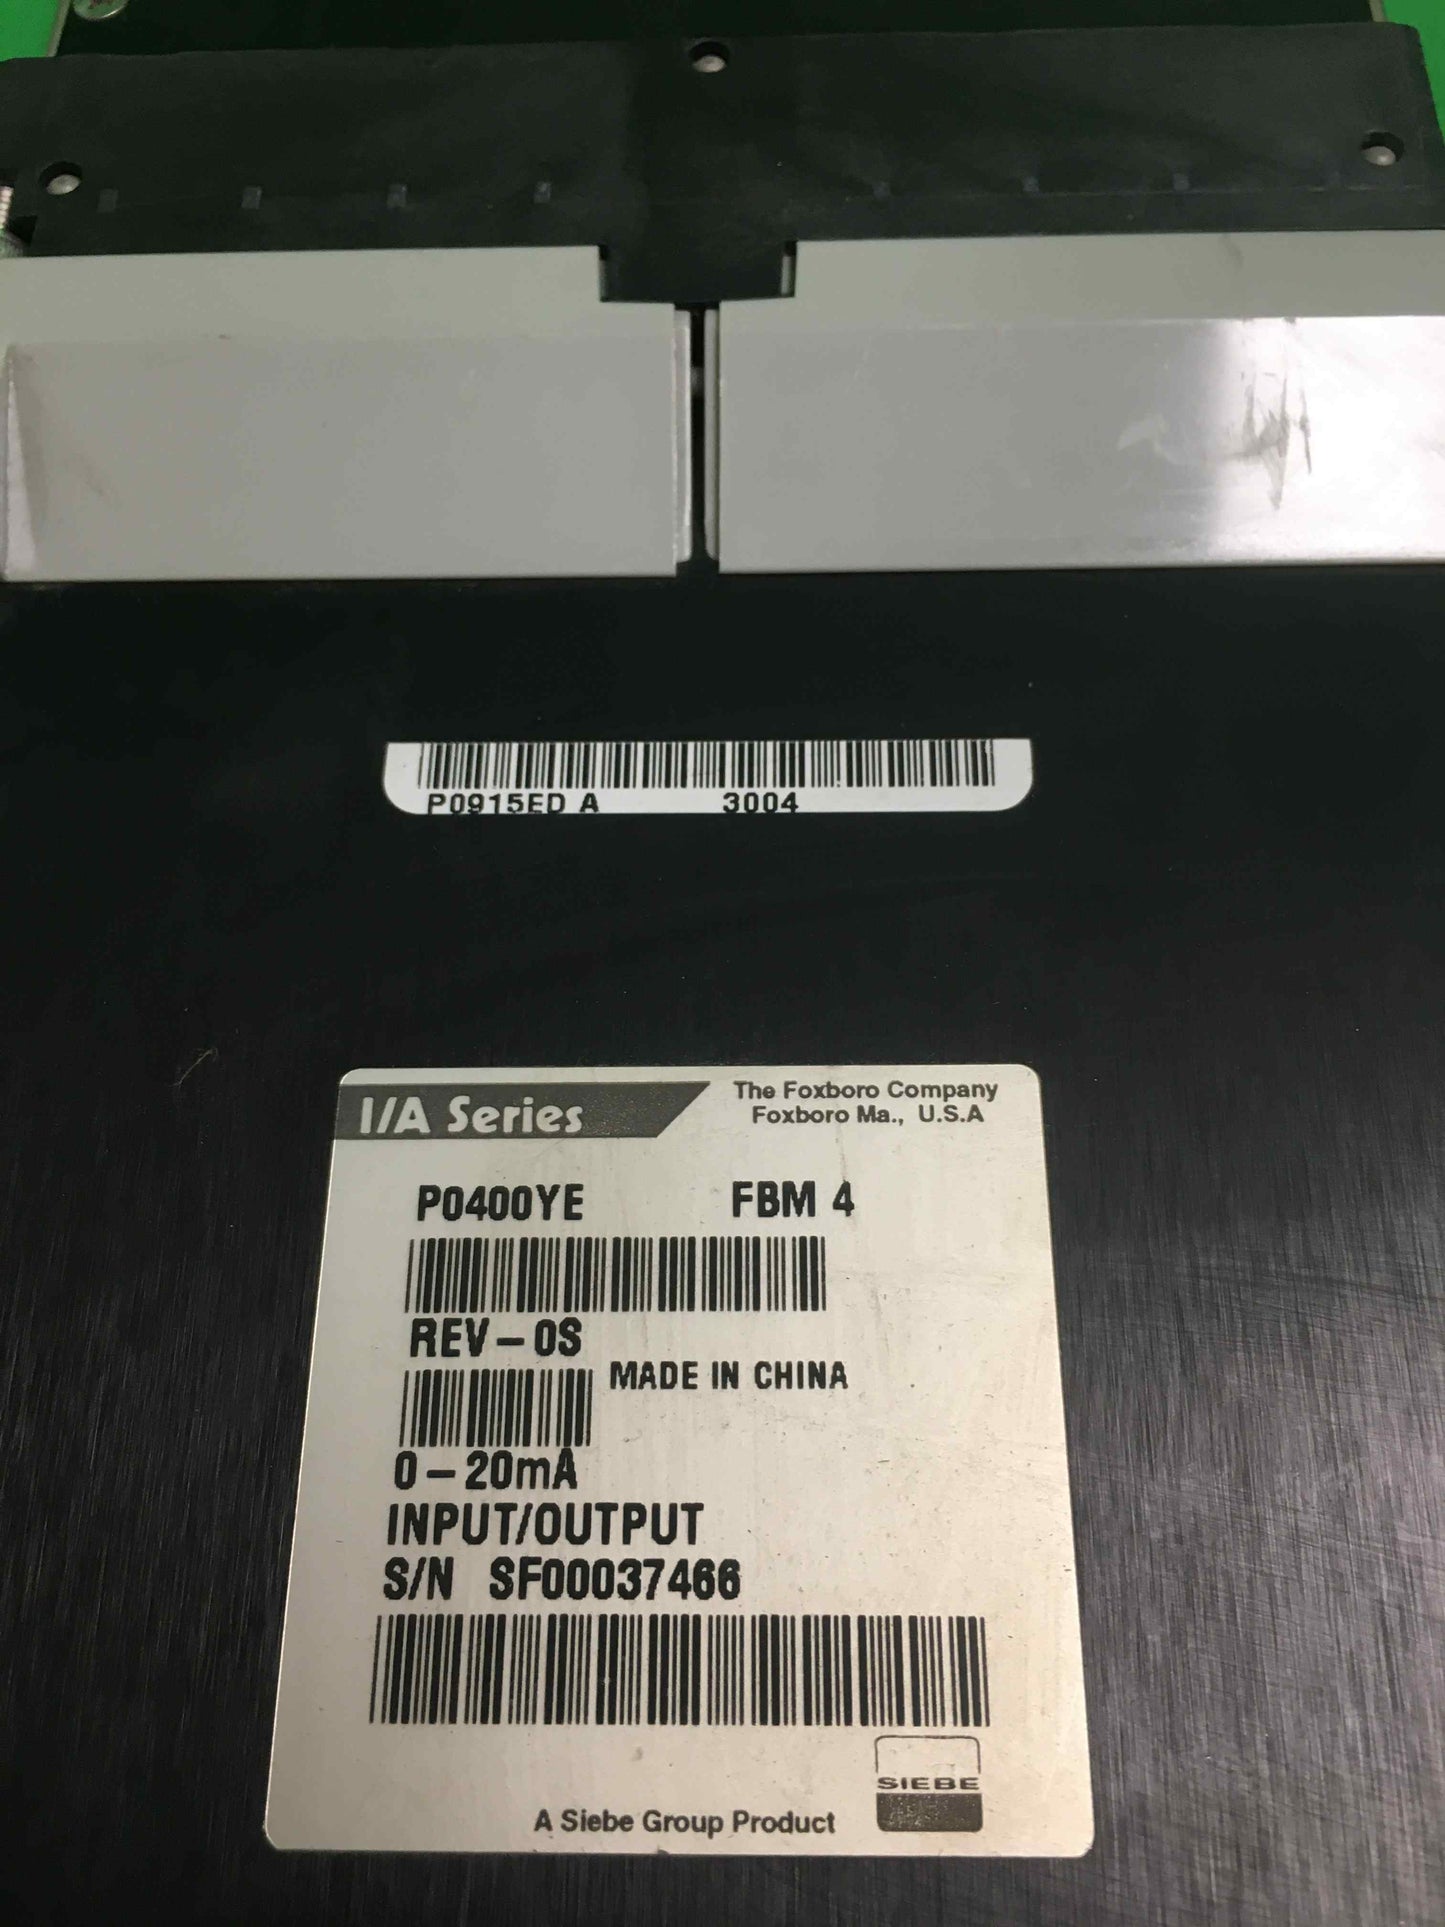 P0915ED A 3004
I/A Series
The Foxboro Company
Foxboro Ma., U.S.A
P0400YE FBM 4
REV-0S
MADE IN CHINA
0-20mA
INPUT/OUTPUT
S/N SF00037466
SIEBE
A Siebe Group Product